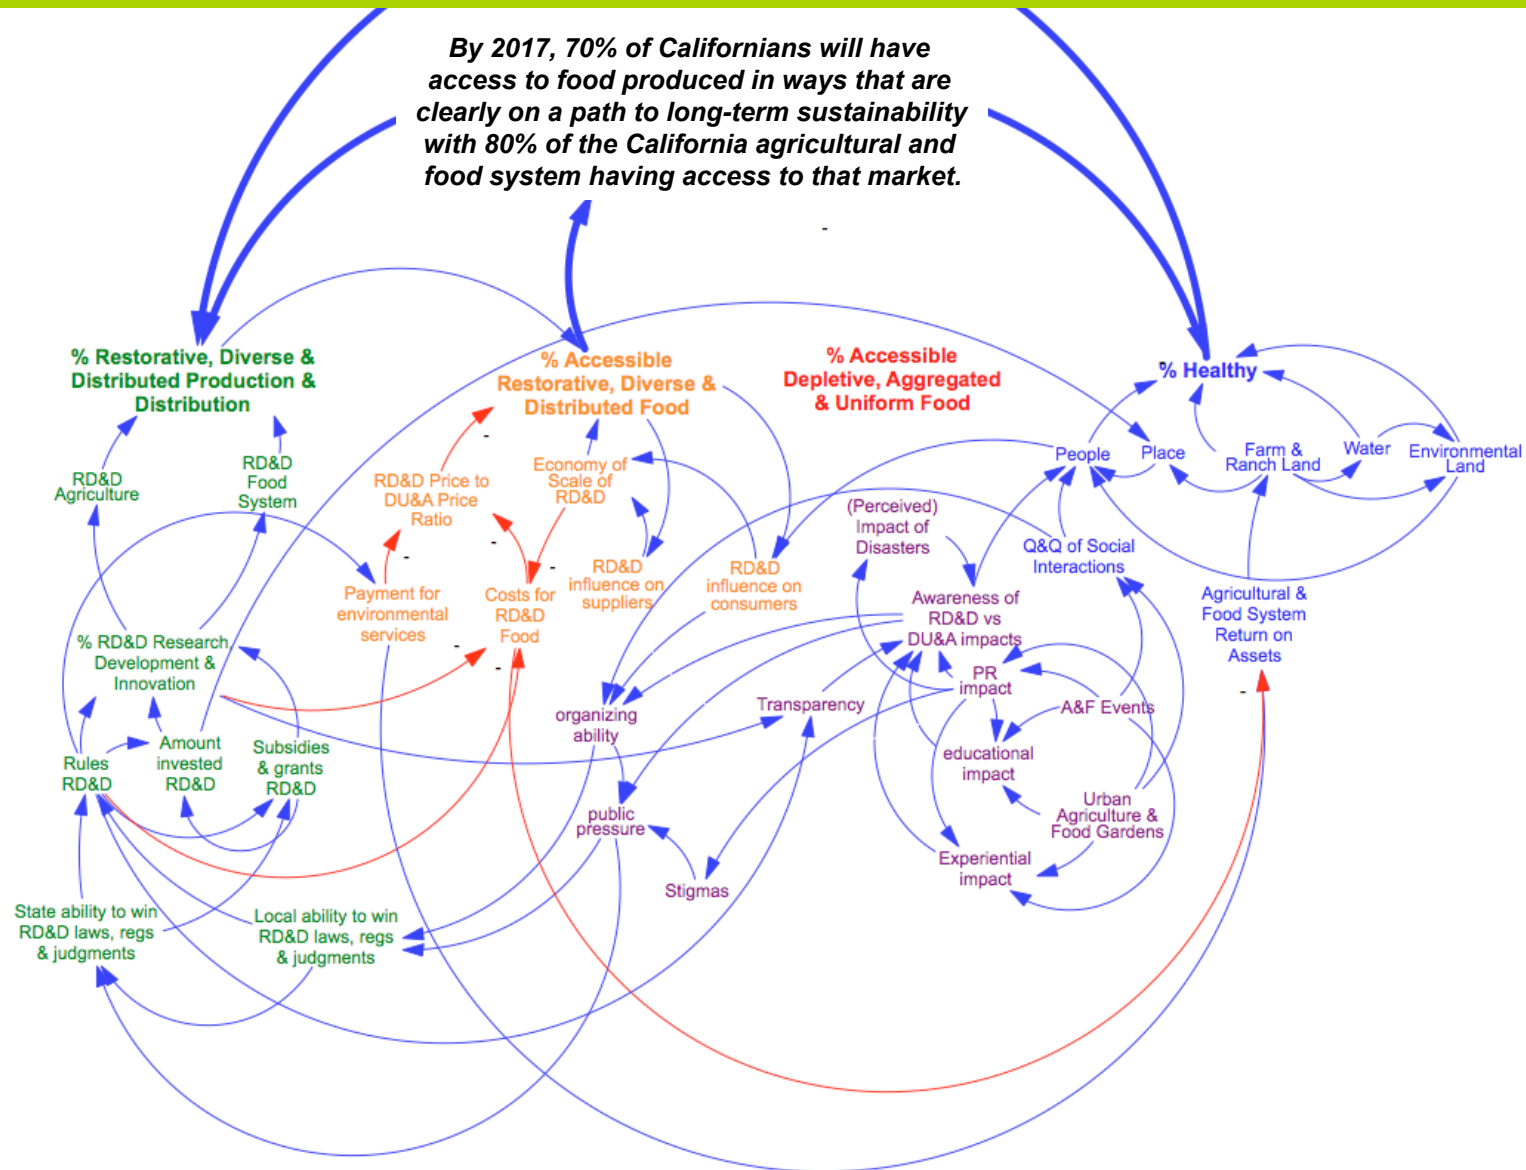 By 2017, 70% of Californians will have
access to food produced in ways that are
clearly on a path to long-term sustainability
with 80% of the California agricultural and
food system having access to that market.
-
% Restorative, Diverse &
Distributed Production &
Distribution
% Accessible
Restorative, Diverse &
Distributed Food
% Accessible
Depletive, Aggregated
& Uniform Food
-
% Healthy
RD&D
Agriculture
RD&D
Food
System
RD&D Price to
DU&A Price
Ratio
-
Economy of
Scale of
RD&D
People
Place
Farm &
Ranch Land
Water
Environmental
Land
(Perceived)
Impact of
Disasters
Q&Q of Social
Interactions
-
-
-
Payment for
environmental
services
Costs for
RD&D
Food
RD&D
influence on
suppliers
RD&D
influence on
consumers
Awareness of
RD&D vs
DU&A impacts
Agricultural &
Food System
Return on
Assets
-
-
-
% RD&D Research,
Development &
Innovation
PR
impact
A&F Events
Transparency
organizing
ability
Rules
RD&D
Amount
invested
RD&D
Subsidies
& grants
RD&D
educational
impact
public
pressure
Urban
Agriculture &
Food Gardens
Experiential
impact
Stigmas
State ability to win
RD&D laws, regs
& judgments
Local ability to win
RD&D laws, regs
& judgments